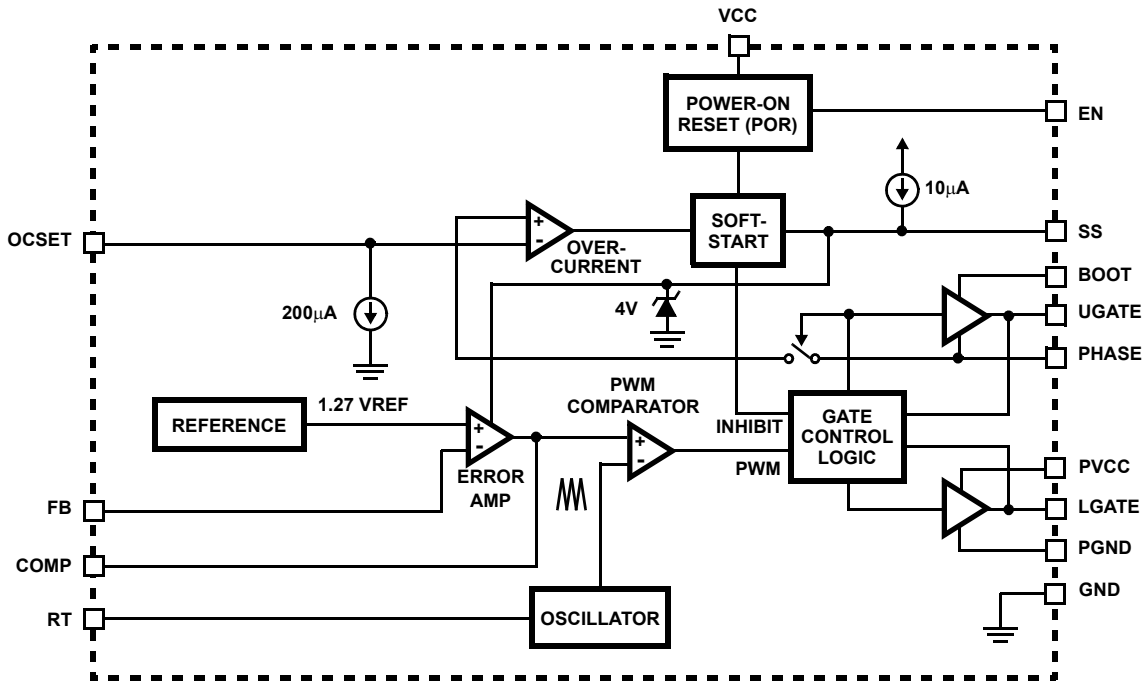 VCC
POWER-ON
RESET (POR)
EN
10µA
OCSET
+
-
OVER-
CURRENT
SOFT-
START
SS
BOOT
200µA
4V
UGATE
PHASE
PWM
COMPARATOR
1.27 VREF
REFERENCE
+
-
ERROR
AMP
+
-
INHIBIT
PWM
GATE
CONTROL
LOGIC
PVCC
FB
LGATE
COMP
PGND
GND
RT
OSCILLATOR